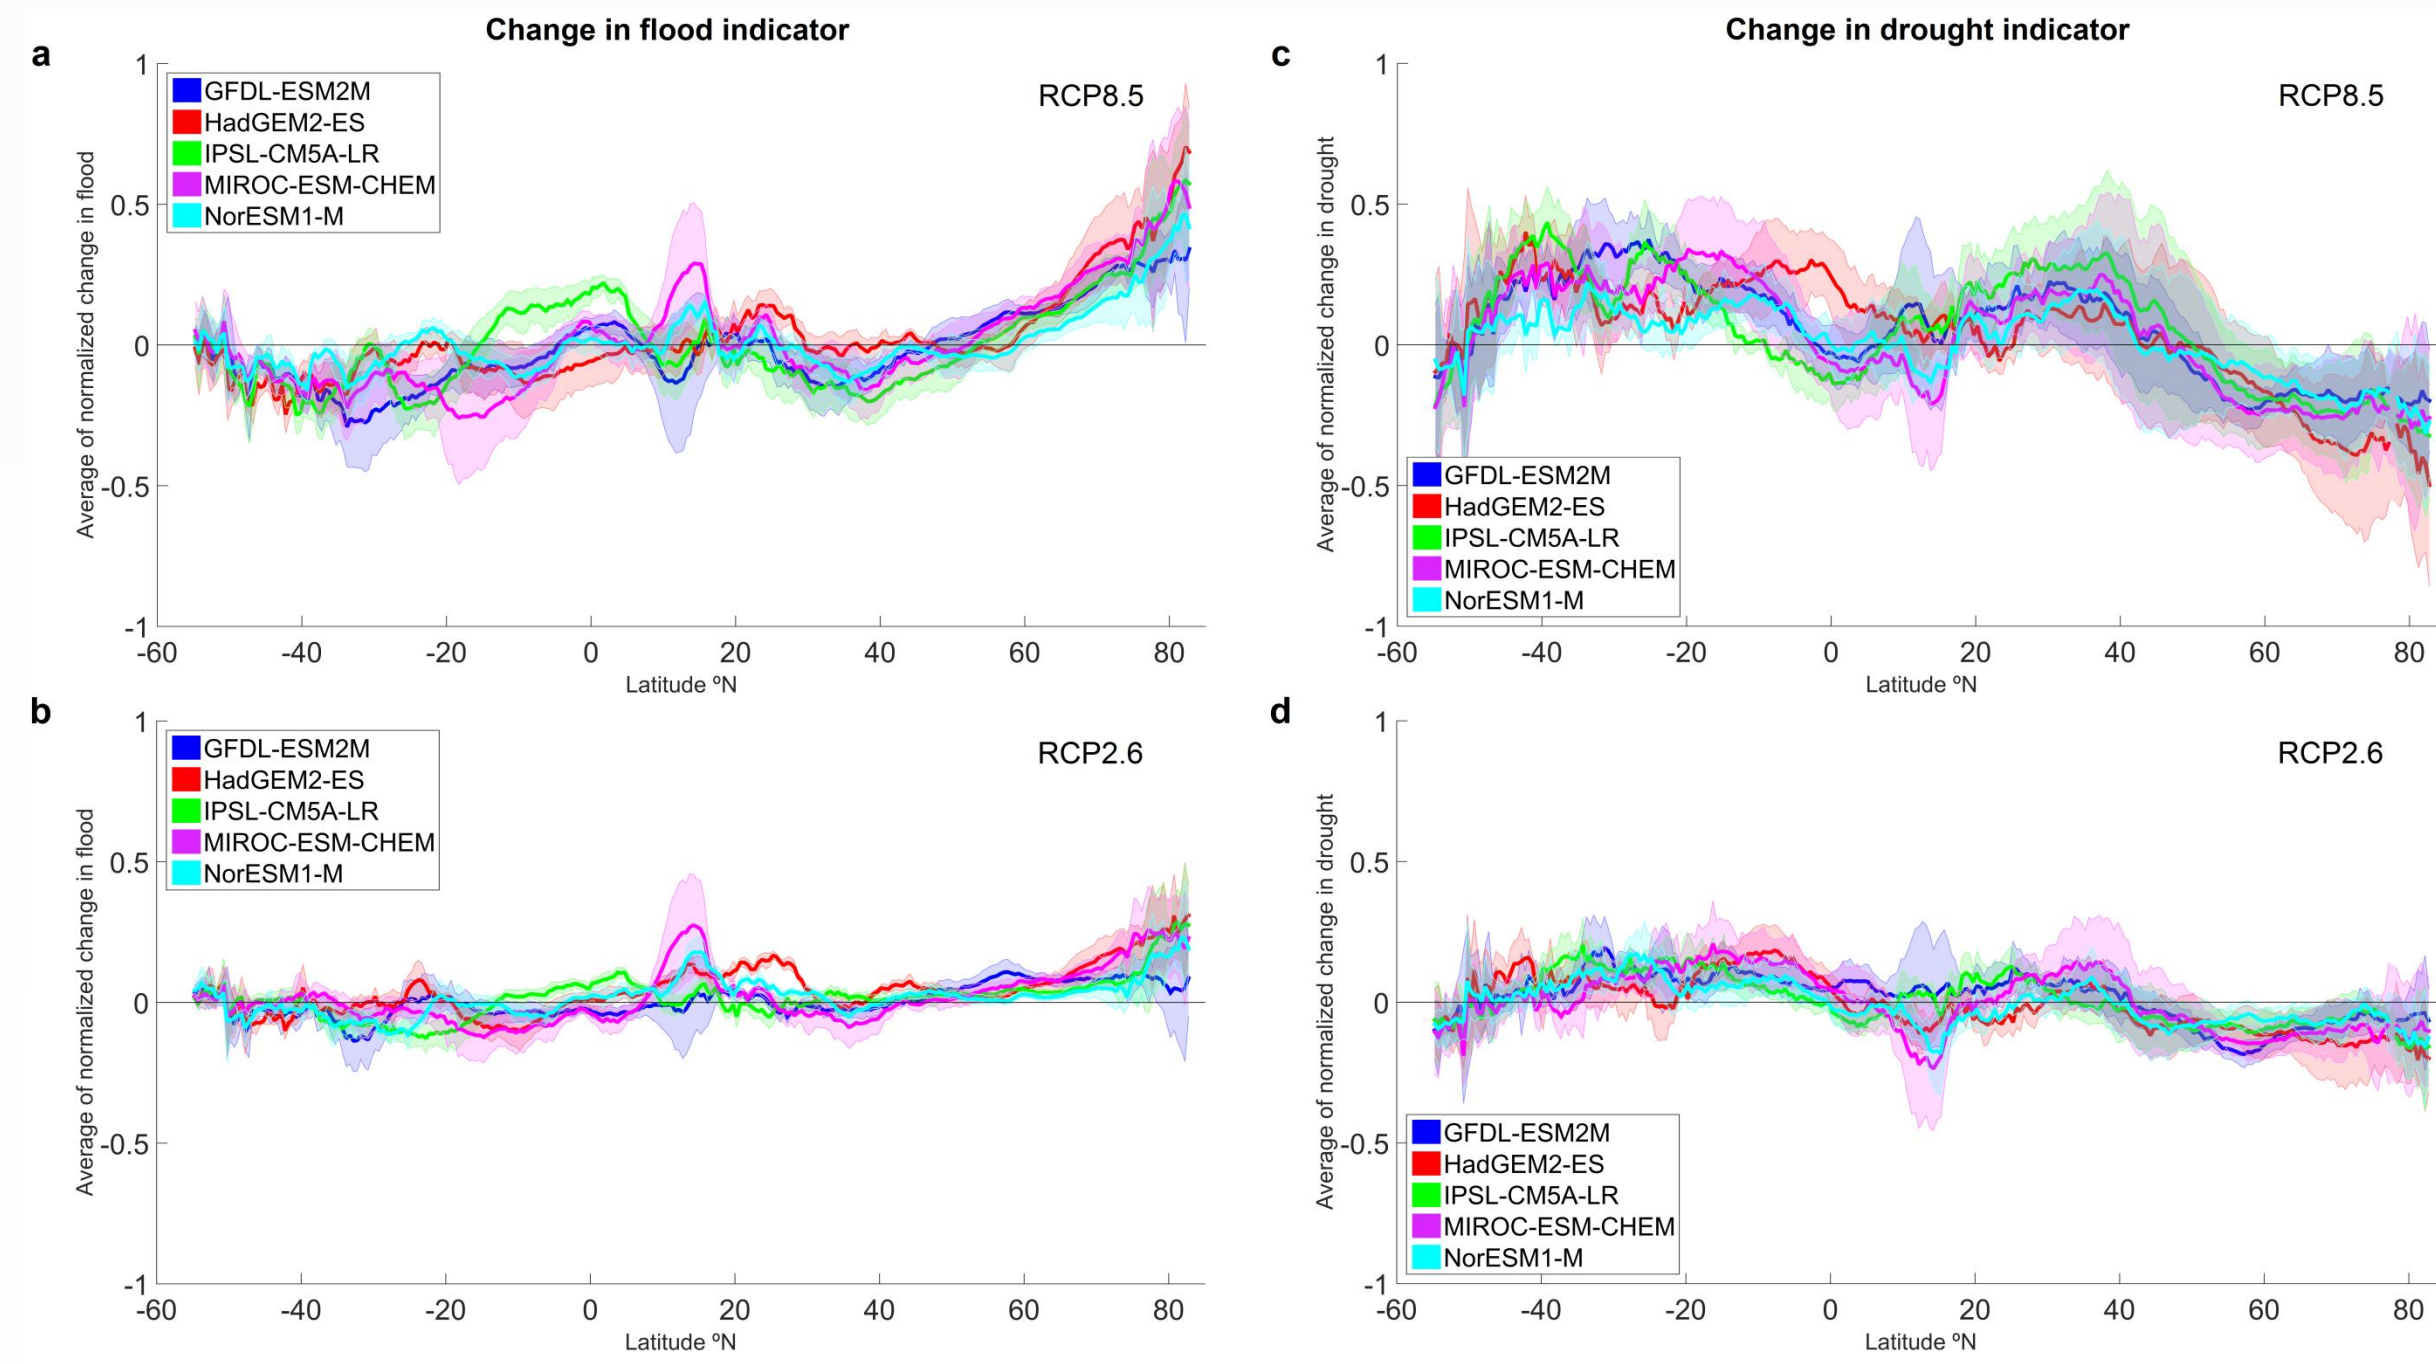 Change in flood indicator
a
1
0.5
0
-0.5
-1
Average of normalized change in flood
GFDL-ESM2M
HadGEM2-ES
IPSL-CM5A-LR
MIROC-ESM-CHEM
NorESM1-M
RCP8.5
-60 -40 -20 0 20 40 60 80
Latitude ºN
Change in drought indicator
c
1
0.5
0
-0.5
-1
Average of normalized change in drought
RCP8.5
GFDL-ESM2M
HadGEM2-ES
IPSL-CM5A-LR
MIROC-ESM-CHEM
NorESM1-M
-60 -40 -20 0 20 40 60 80
Latitude ºN
b
1
0.5
0
-0.5
-1
Average of normalized change in flood
GFDL-ESM2M
HadGEM2-ES
IPSL-CM5A-LR
MIROC-ESM-CHEM
NorESM1-M
RCP2.6
-60 -40 -20 0 20 40 60 80
Latitude ºN
d
1
0.5
0
-0.5
-1
Average of normalized change in drought
RCP2.6
GFDL-ESM2M
HadGEM2-ES
IPSL-CM5A-LR
MIROC-ESM-CHEM
NorESM1-M
-60 -40 -20 0 20 40 60 80
Latitude ºN